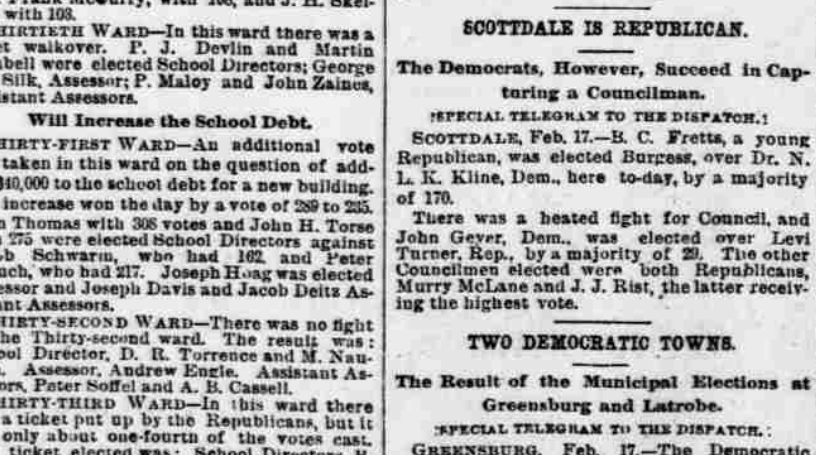 with 103.
THIRTIETH WARD—In this ward there was a
walkover. P. J. Devlin and Martin
were elected School Directors; George
Silk, Assessor; P. Maloy and John Zaines,
Assistant Assessors.
Will Increase the School Debt.
THIRTY-FIRST WARD—An additional vote
taken in this ward on the question of add-
$40,000 to the school debt for a new building.
increase won the day by a vote of 289 to 235.
Thomas with 308 votes and John H. Torse
275 were elected School Directors against
Schwarm, who had 162, and Peter
who had 217. Joseph Hoag was elected
and Joseph Davis and Jacob Deitz As-
Assessors.
THIRTY-SECOND WARD—There was no fight
the Thirty-second ward. The result was:
Director, D. R. Torrence and M. Nau-
Assessor, Andrew Engle. Assistant As-
Peter Soffel and A. B. Cassell.
THIRTY-THIRD WARD—In this ward there
a ticket put up by the Republicans, but it
only about one-fourth of the votes cast.
ticket elected was: School Directors,
SCOTTDALE IS REPUBLICAN.
The Democrats, However, Succeed in Cap-
turing a Councilman.
[SPECIAL TELEGRAM TO THE DISPATCH.]
SCOTTDALE, Feb. 17.—B. C. Fretts, a young
Republican, was elected Burgess, over Dr. N.
L. K. Kline, Dem., here to-day, by a majority
of 170.
There was a heated fight for Council, and
John Geyer, Dem., was elected over Levi
Turner, Rep., by a majority of 29. The other
Councilmen elected were both Republicans,
Murry McLane and J. J. Rist, the latter receiv-
ing the highest vote.
TWO DEMOCRATIC TOWNS.
The Result of the Municipal Elections at
Greensburg and Latrobe.
[SPECIAL TELEGRAM TO THE DISPATCH.]
GREENSBURG, Feb. 17.—The Democratic